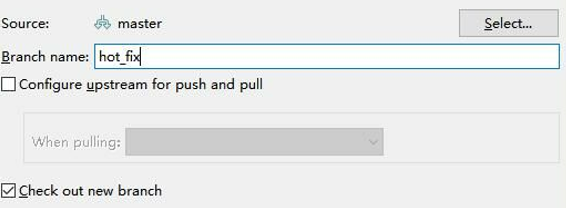 Source: master Select...
Branch name: hot_fix
Configure upstream for push and pull
When pulling:
Check out new branch